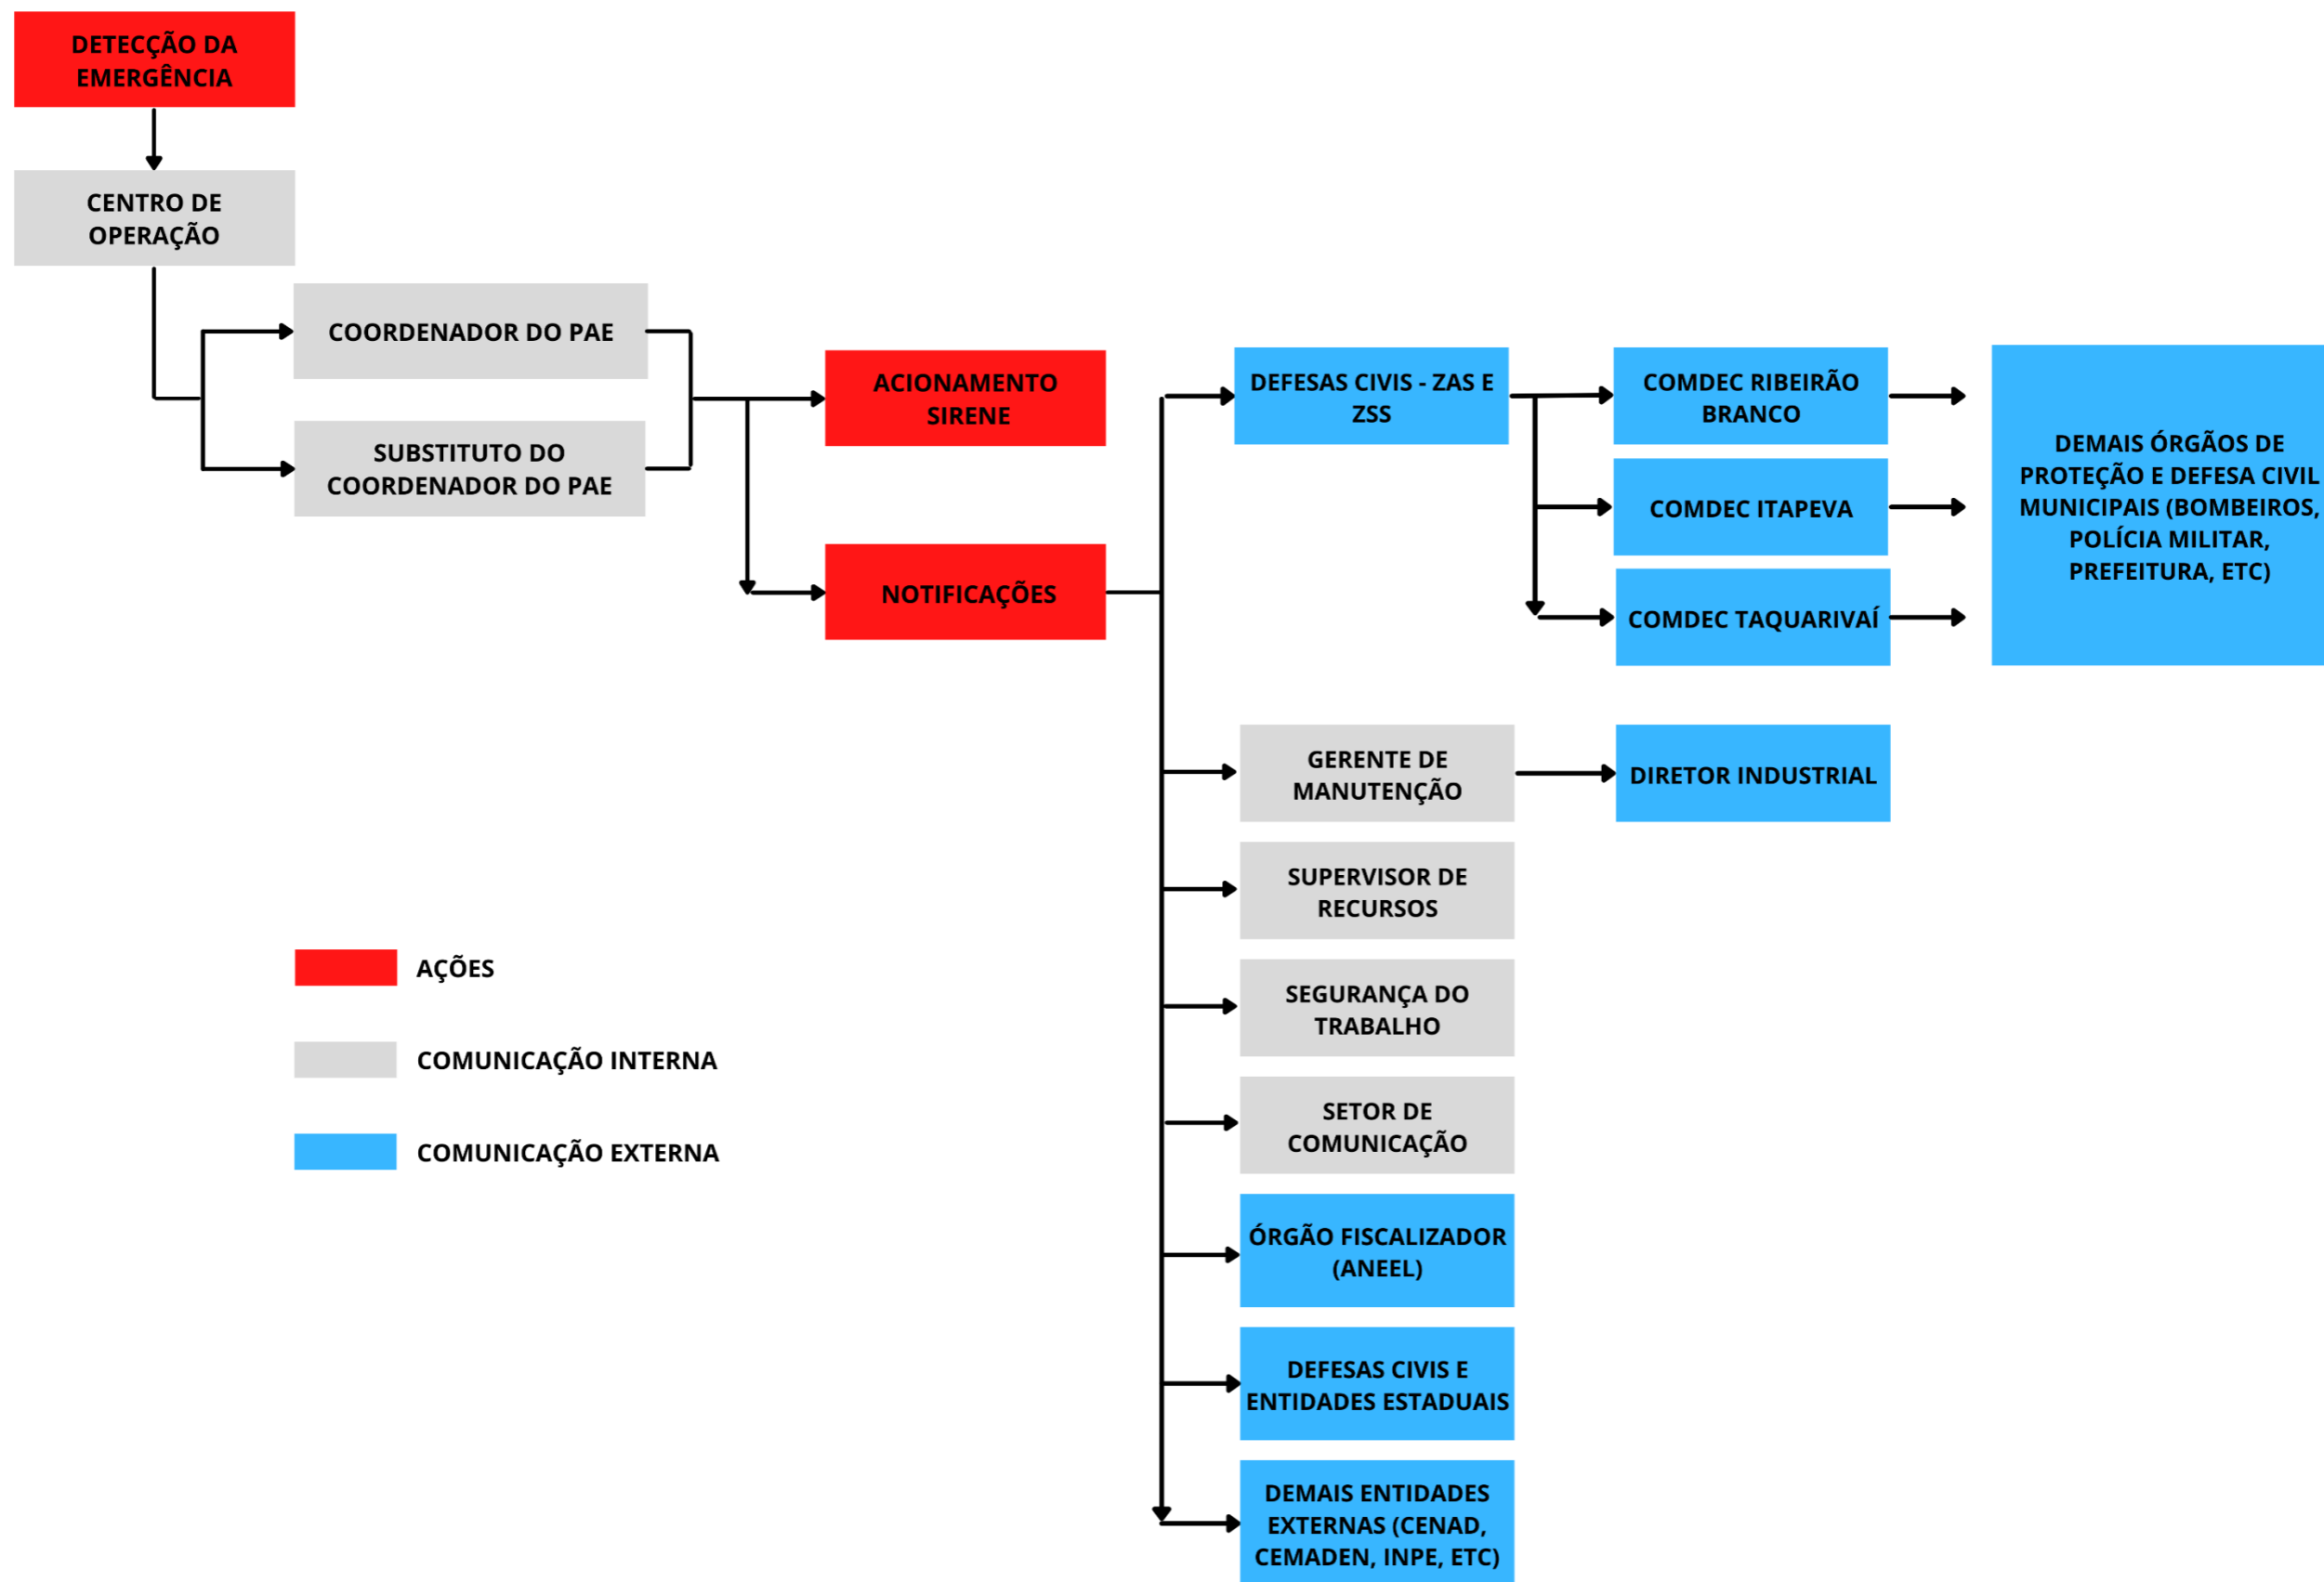 DETECÇÃO DA
EMERGÊNCIA
CENTRO DE
OPERAÇÃO
COORDENADOR DO PAE
SUBSTITUTO DO
COORDENADOR DO PAE
ACIONAMENTO
SIRENE
NOTIFICAÇÕES
DEFESAS CIVIS - ZAS E
ZSS
COMDEC RIBEIRÃO
BRANCO
COMDEC ITAPEVA
COMDEC TAQUARIVAÍ
DEMAIS ÓRGÃOS DE
PROTEÇÃO E DEFESA CIVIL
MUNICIPAIS (BOMBEIROS,
POLÍCIA MILITAR,
PREFEITURA, ETC)
GERENTE DE
MANUTENÇÃO
DIRETOR INDUSTRIAL
SUPERVISOR DE
RECURSOS
SEGURANÇA DO
TRABALHO
SETOR DE
COMUNICAÇÃO
ÓRGÃO FISCALIZADOR
(ANEEL)
DEFESAS CIVIS E
ENTIDADES ESTADUAIS
DEMAIS ENTIDADES
EXTERNAS (CENAD,
CEMADEN, INPE, ETC)
AÇÕES
COMUNICAÇÃO INTERNA
COMUNICAÇÃO EXTERNA